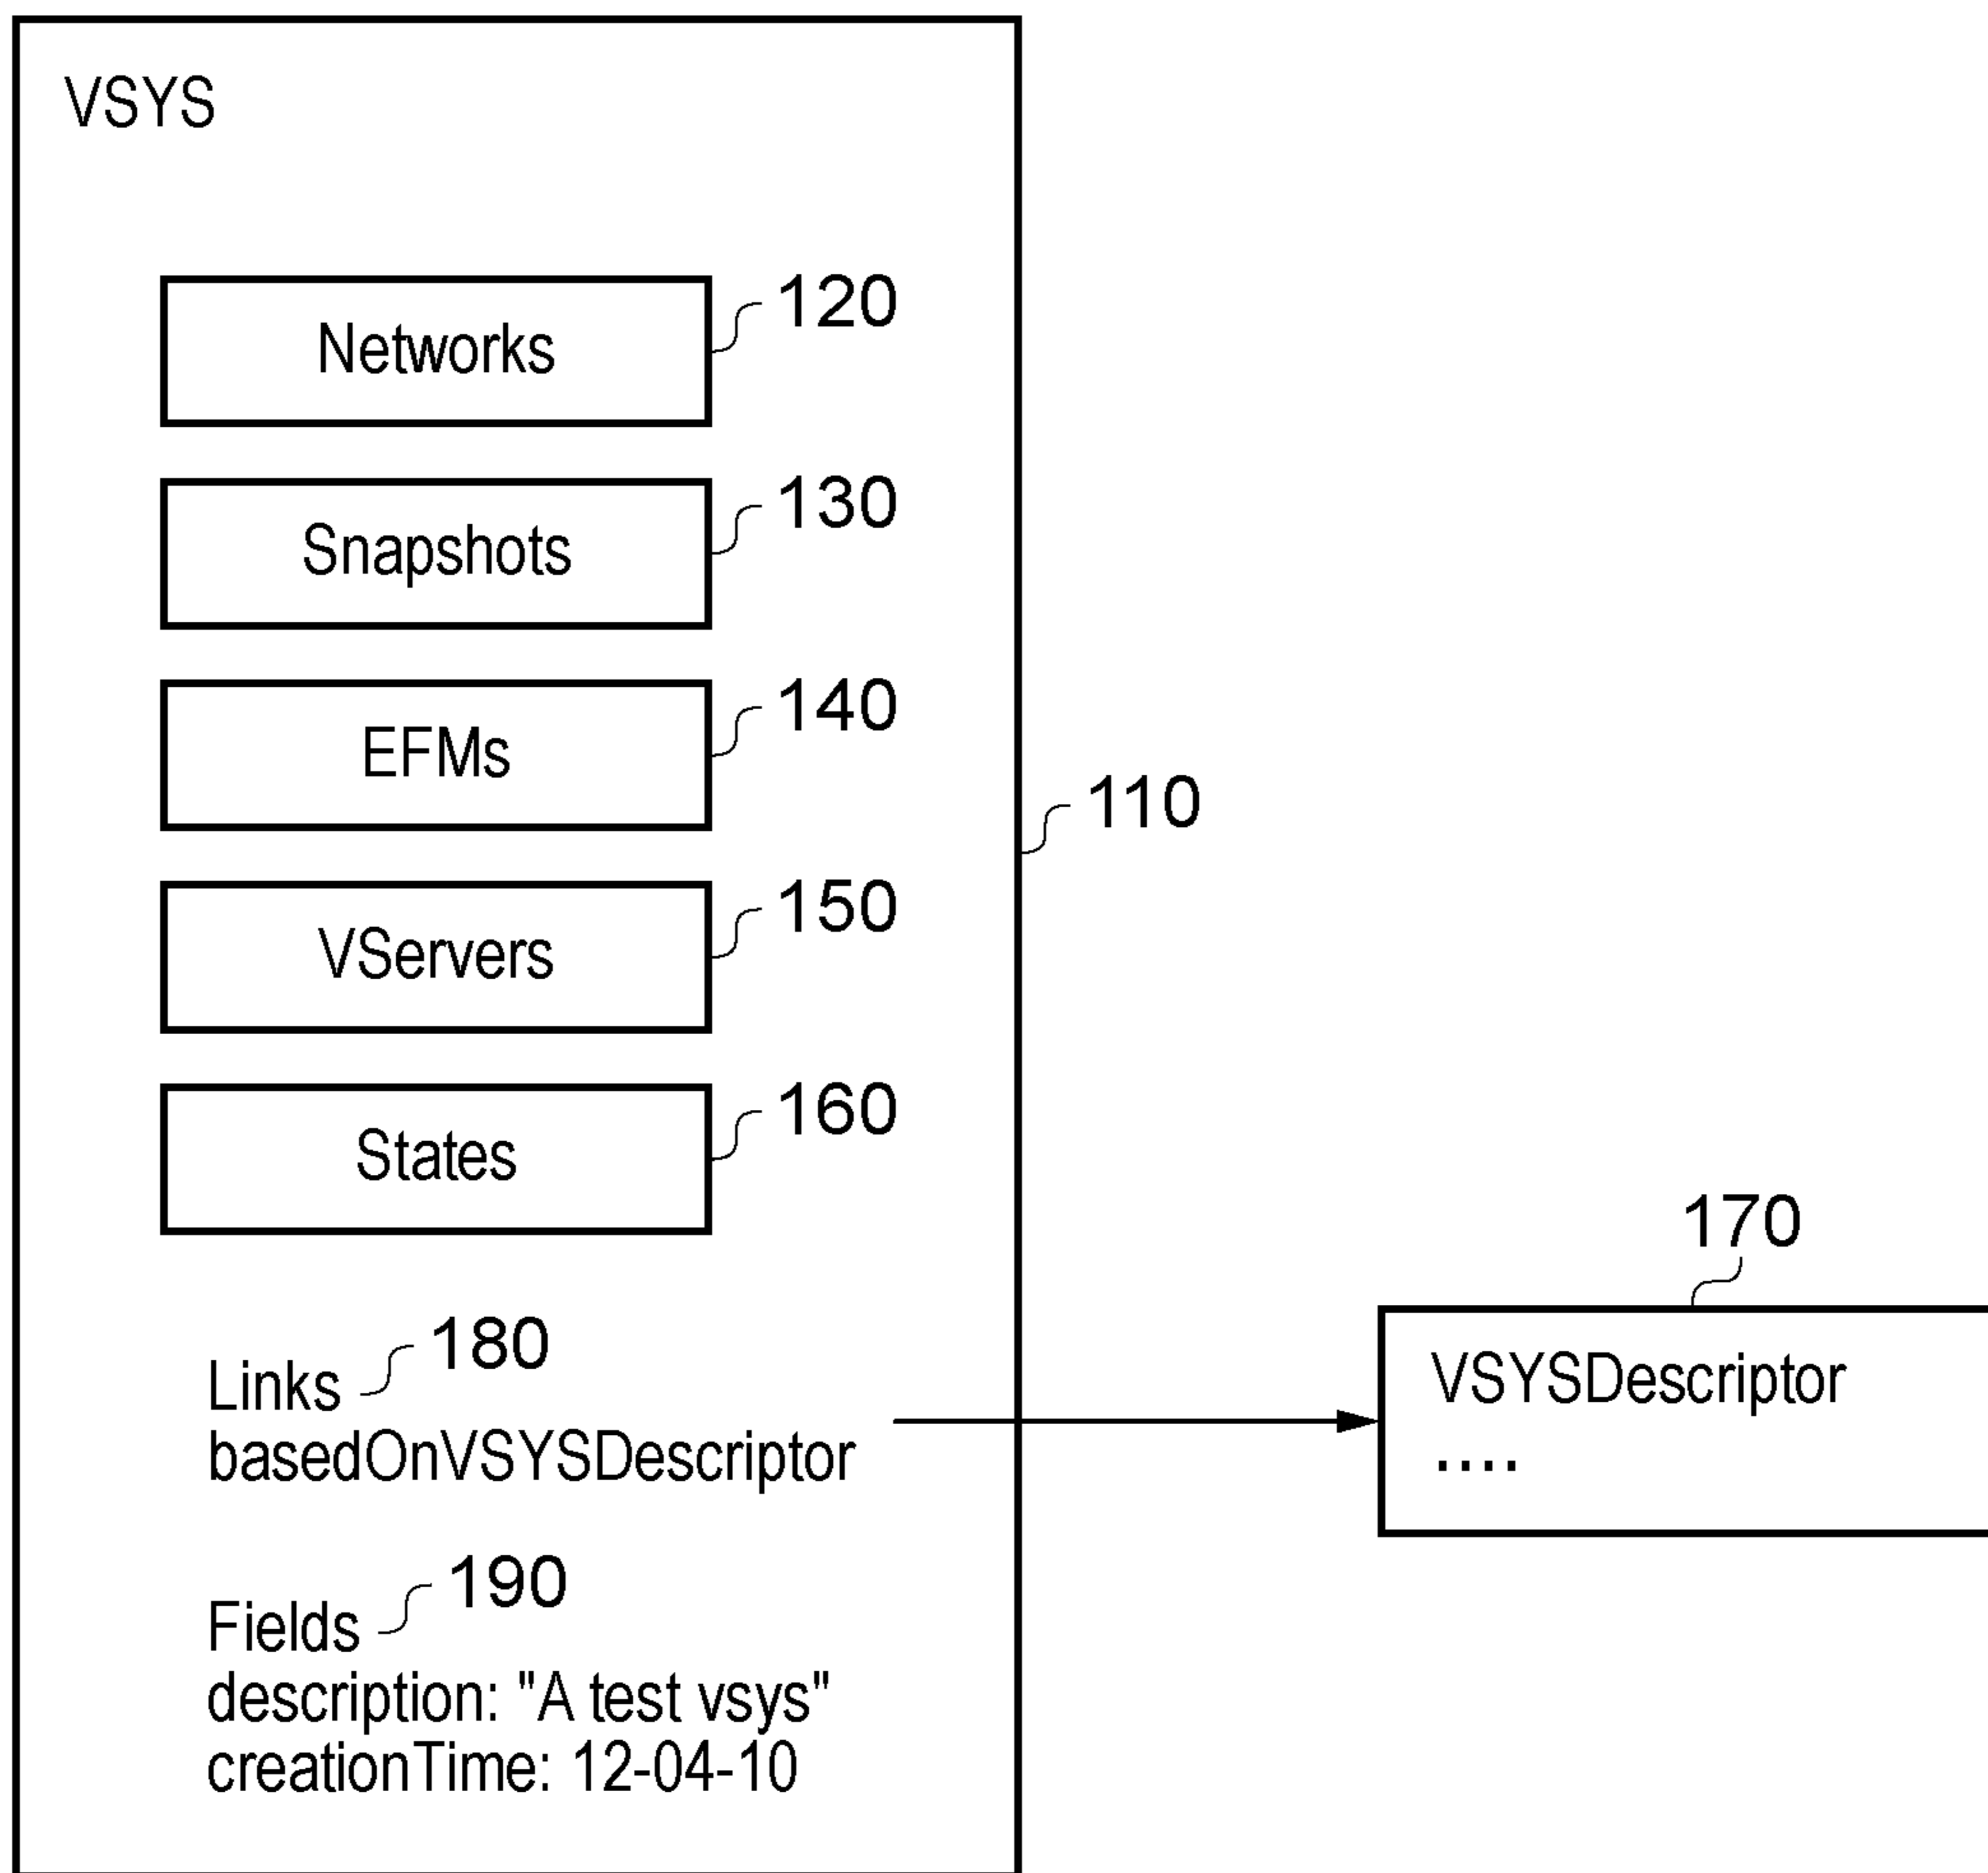 VSYS
Networks
120
Snapshots
130
EFMs
140
110
VServers
150
States
160
170
Links
180
basedOnVSYSDescriptor
VSYSDescriptor
....
Fields
190
description: "A test vsys"
creationTime: 12-04-10